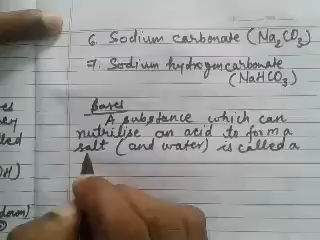 6. Sodium carbonate (Na2CO3)
7. Sodium hydrogencarbonate
(NaHCO3)
Bases
A substance which can
nutrilise an acid to form a
salt (and water) is called a